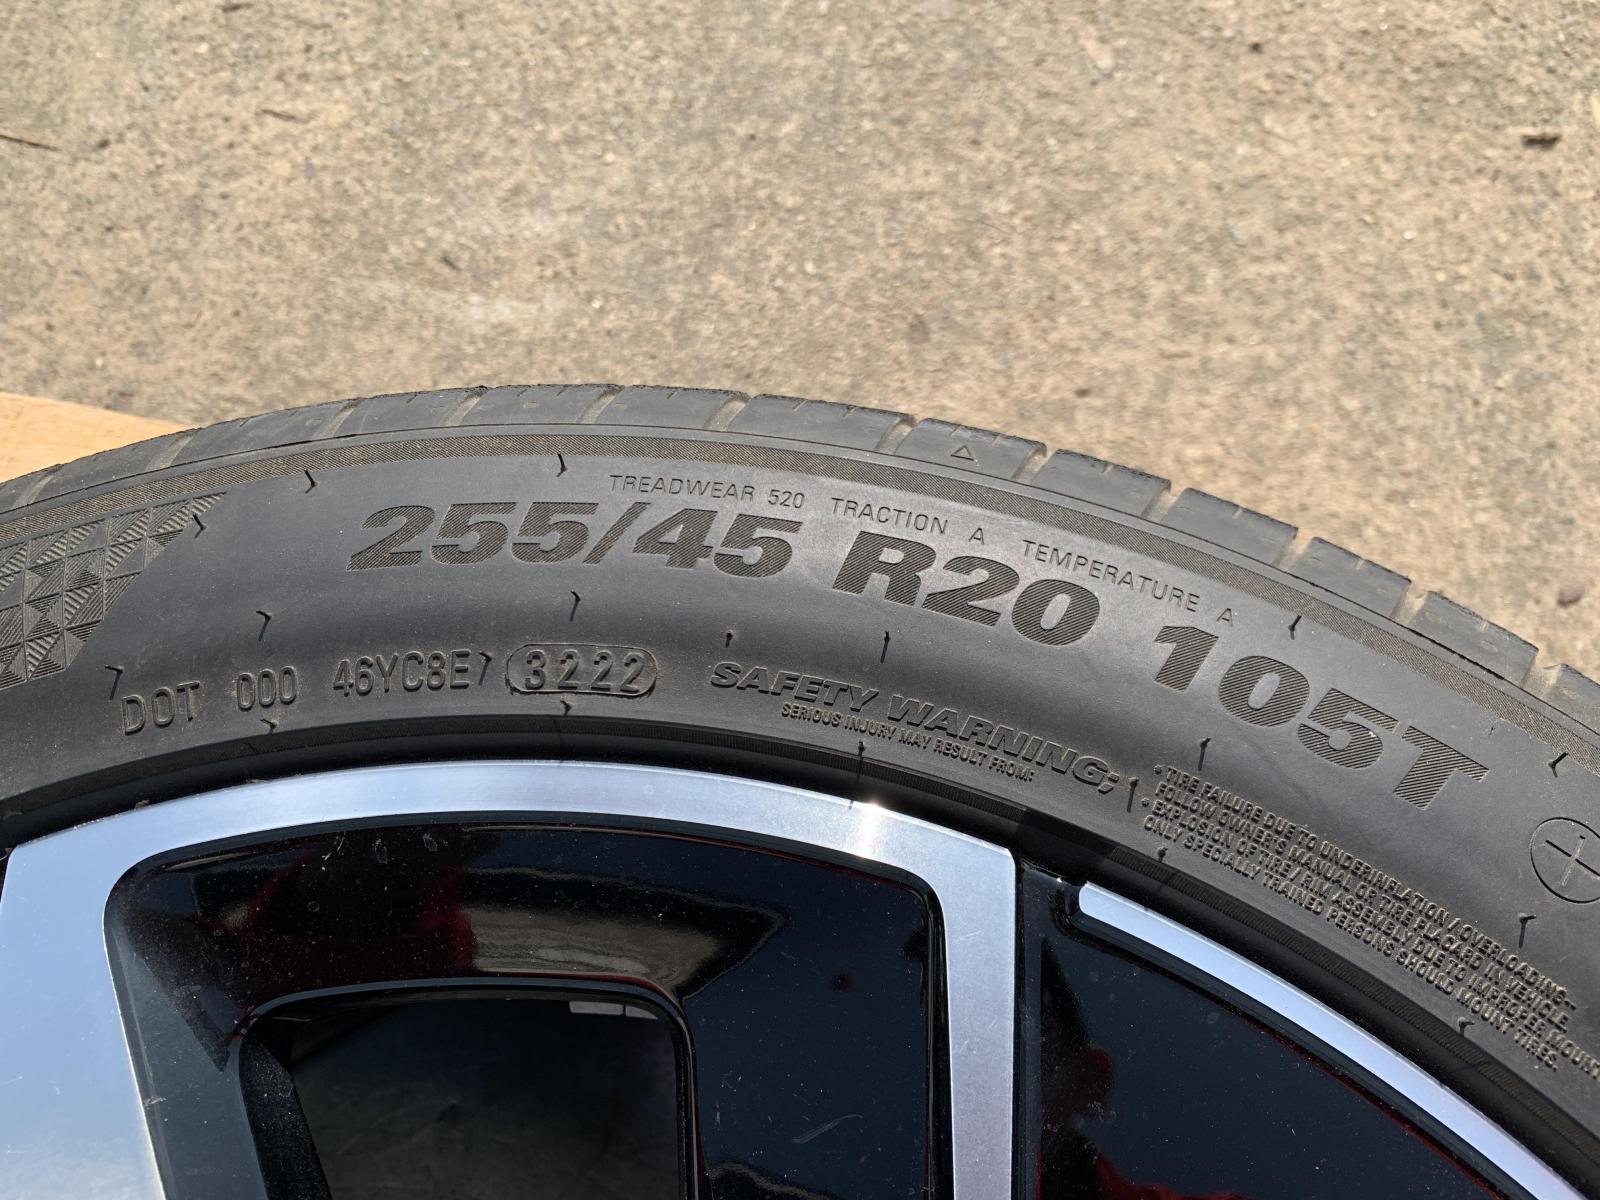 TREADWEAR 520 TRACTION A TEMPERATURE A
255/45 R20 105T
DOT 000 46YC8E 3222
SAFETY WARNING;
SERIOUS INJURY MAY RESULT FROM:
• TIRE FAILURE DUE TO UNDERINFLATION / OVERLOADING-
FOLLOW OWNER'S MANUAL OR TIRE PLACARD IN VEHICLE.
• EXPLOSION OF TIRE / RIM ASSEMBLY DUE TO IMPROPER MOUN
ONLY SPECIALLY TRAINED PERSONS SHOULD MOUNT TIRES.